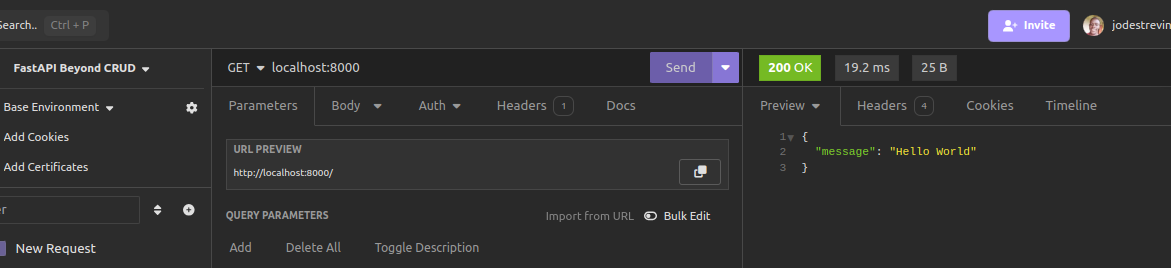 Search.. Ctrl + P Invite jodestrevin
FastAPI Beyond CRUD GET localhost:8000 Send 200 OK 19.2 ms 25 B
Base Environment Parameters Body Auth Headers 1 Docs Preview Headers 4 Cookies Timeline
Add Cookies 1 {
URL PREVIEW 2 "message": "Hello World"
Add Certificates http://localhost:8000/ 3 }
QUERY PARAMETERS Import from URL Bulk Edit
New Request Add Delete All Toggle Description